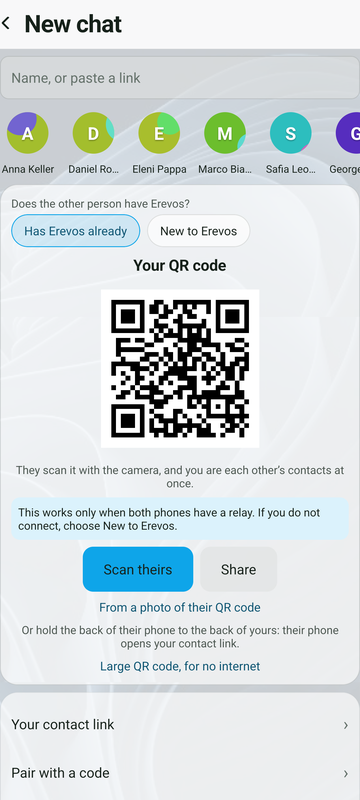 New chat
Name, or paste a link
A
D
E
M
S
G
Anna Keller
Daniel Ro...
Eleni Pappa
Marco Bia...
Safia Leo...
George
Does the other person have Erevos?
Has Erevos already
New to Erevos
Your QR code
They scan it with the camera, and you are each other’s contacts at
once.
This works only when both phones have a relay. If you do not
connect, choose New to Erevos.
Scan theirs
Share
From a photo of their QR code
Or hold the back of their phone to the back of yours: their phone
opens your contact link.
Large QR code, for no internet
Your contact link
Pair with a code